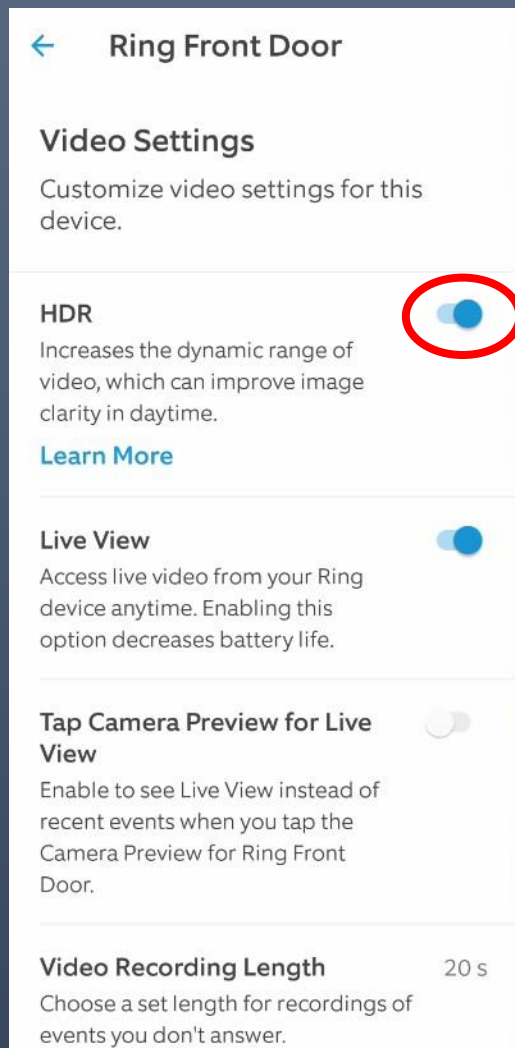 Ring Front Door
Video Settings
Customize video settings for this
device.
HDR
Increases the dynamic range of
video, which can improve image
clarity in daytime.
Learn More
Live View
Access live video from your Ring
device anytime. Enabling this
option decreases battery life.
Tap Camera Preview for Live
View
Enable to see Live View instead of
recent events when you tap the
Camera Preview for Ring Front
Door.
Video Recording Length 20 s
Choose a set length for recordings of
events you don't answer.